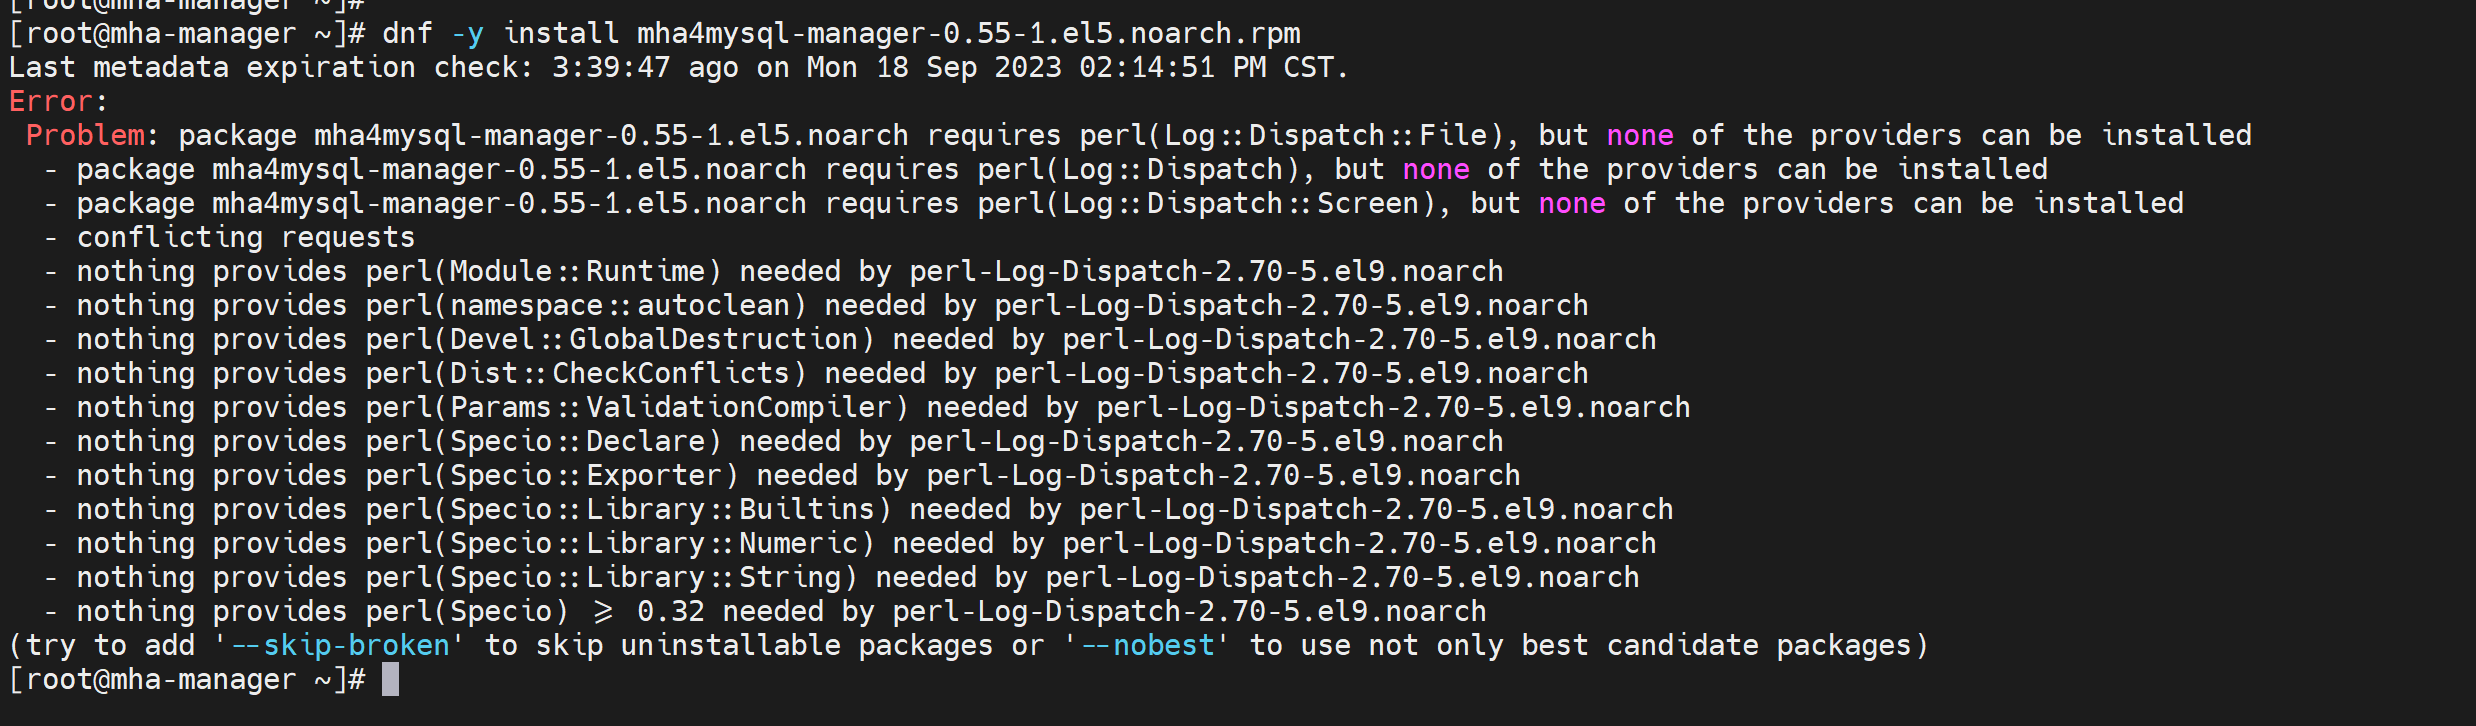 [root@mha-manager ~]#
[root@mha-manager ~]# dnf -y install mha4mysql-manager-0.55-1.el5.noarch.rpm
Last metadata expiration check: 3:39:47 ago on Mon 18 Sep 2023 02:14:51 PM CST.
Error:
 Problem: package mha4mysql-manager-0.55-1.el5.noarch requires perl(Log::Dispatch::File), but none of the providers can be installed
  - package mha4mysql-manager-0.55-1.el5.noarch requires perl(Log::Dispatch), but none of the providers can be installed
  - package mha4mysql-manager-0.55-1.el5.noarch requires perl(Log::Dispatch::Screen), but none of the providers can be installed
  - conflicting requests
  - nothing provides perl(Module::Runtime) needed by perl-Log-Dispatch-2.70-5.el9.noarch
  - nothing provides perl(namespace::autoclean) needed by perl-Log-Dispatch-2.70-5.el9.noarch
  - nothing provides perl(Devel::GlobalDestruction) needed by perl-Log-Dispatch-2.70-5.el9.noarch
  - nothing provides perl(Dist::CheckConflicts) needed by perl-Log-Dispatch-2.70-5.el9.noarch
  - nothing provides perl(Params::ValidationCompiler) needed by perl-Log-Dispatch-2.70-5.el9.noarch
  - nothing provides perl(Specio::Declare) needed by perl-Log-Dispatch-2.70-5.el9.noarch
  - nothing provides perl(Specio::Exporter) needed by perl-Log-Dispatch-2.70-5.el9.noarch
  - nothing provides perl(Specio::Library::Builtins) needed by perl-Log-Dispatch-2.70-5.el9.noarch
  - nothing provides perl(Specio::Library::Numeric) needed by perl-Log-Dispatch-2.70-5.el9.noarch
  - nothing provides perl(Specio::Library::String) needed by perl-Log-Dispatch-2.70-5.el9.noarch
  - nothing provides perl(Specio) >= 0.32 needed by perl-Log-Dispatch-2.70-5.el9.noarch
(try to add '--skip-broken' to skip uninstallable packages or '--nobest' to use not only best candidate packages)
[root@mha-manager ~]#